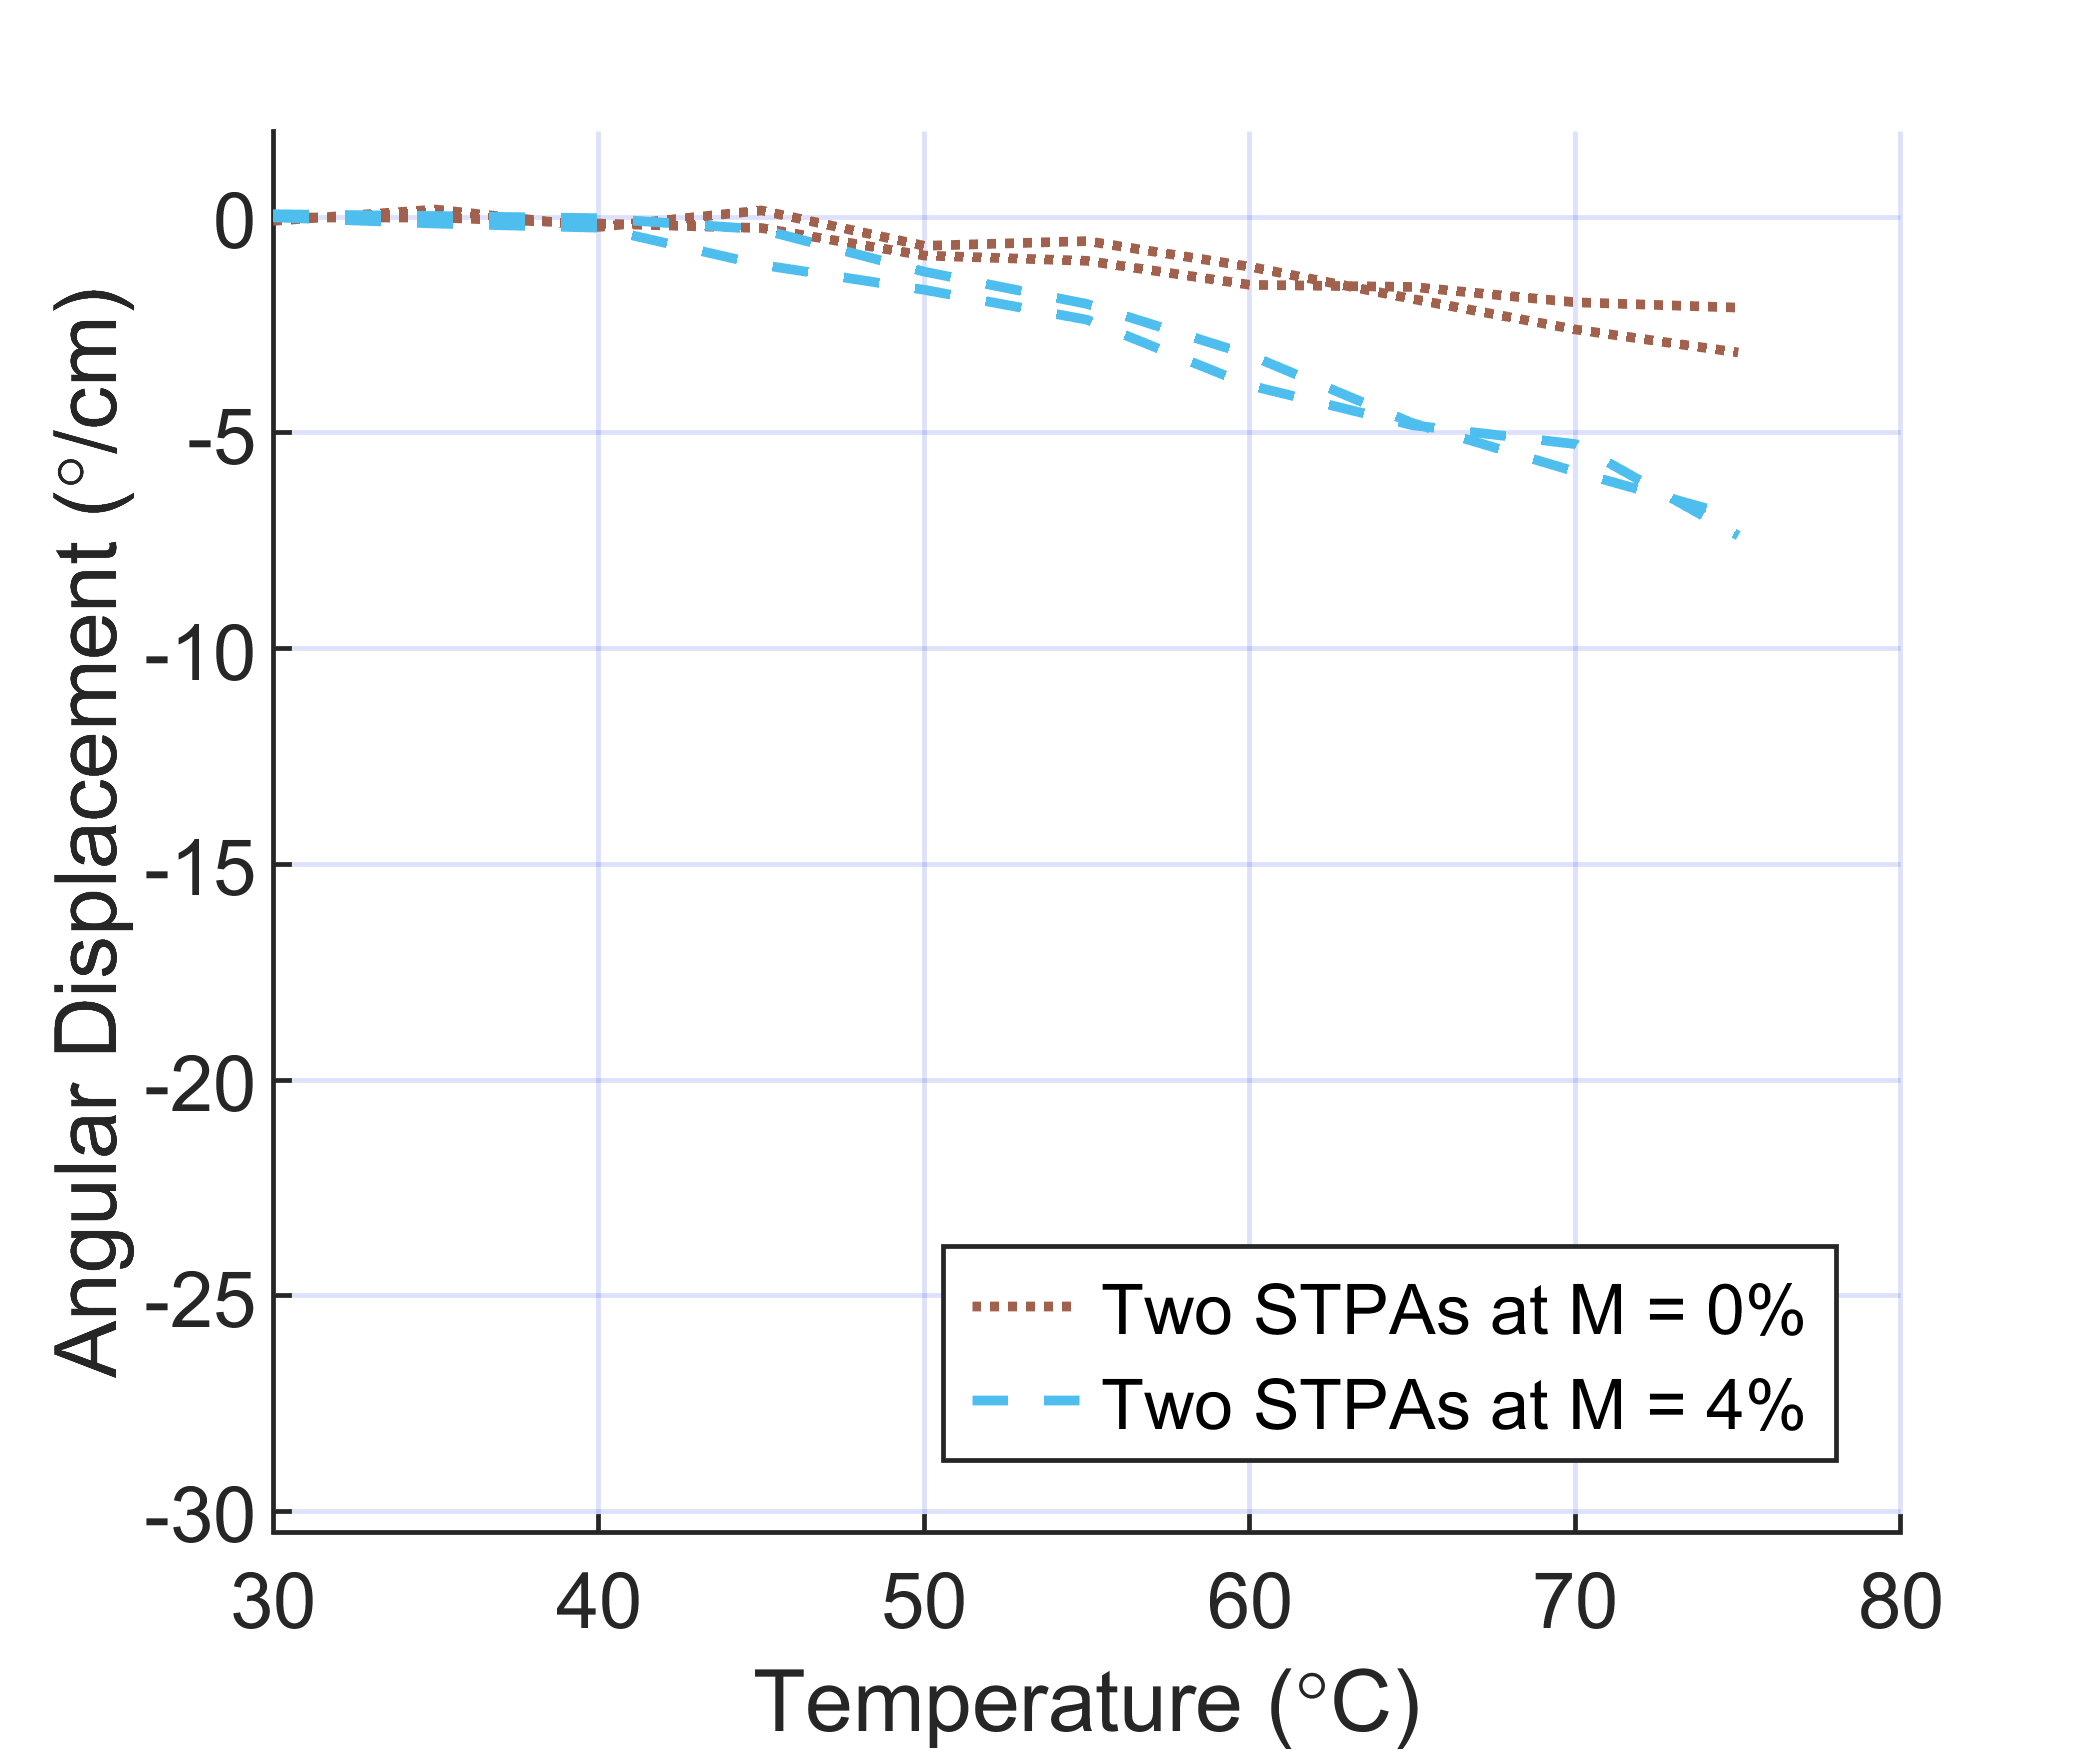 Angular Displacement (°/cm)
0
-5
-10
-15
-20
-25
-30
Two STPAs at M = 0%
Two STPAs at M = 4%
30 40 50 60 70 80
Temperature (°C)